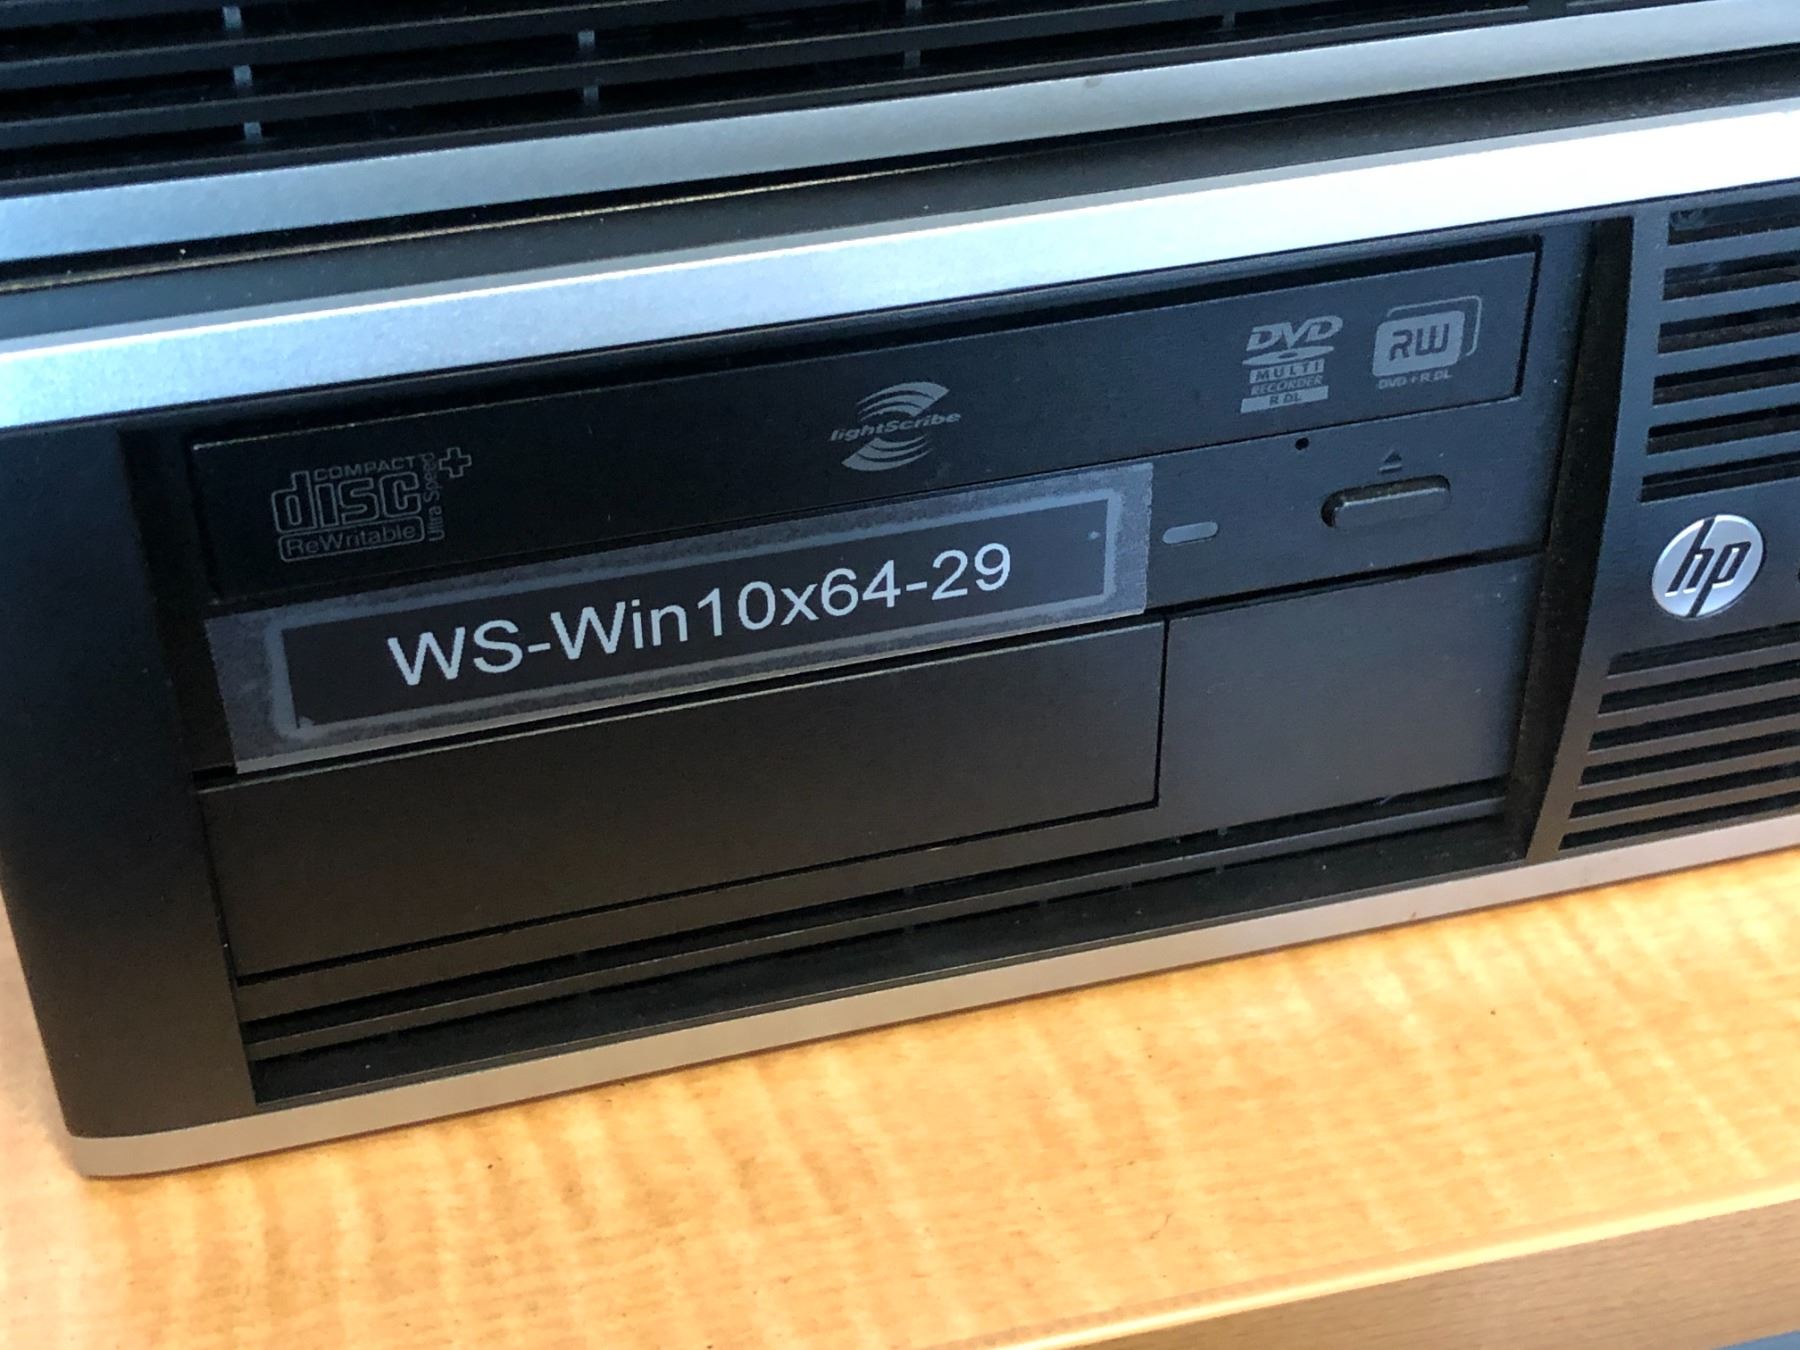 COMPACT
disc
ReWritable
Ultra Speed
+
lightScribe
DVD
MULTI
RECORDER
R DL
RW
DVD+R DL
WS-Win10x64-29
hp